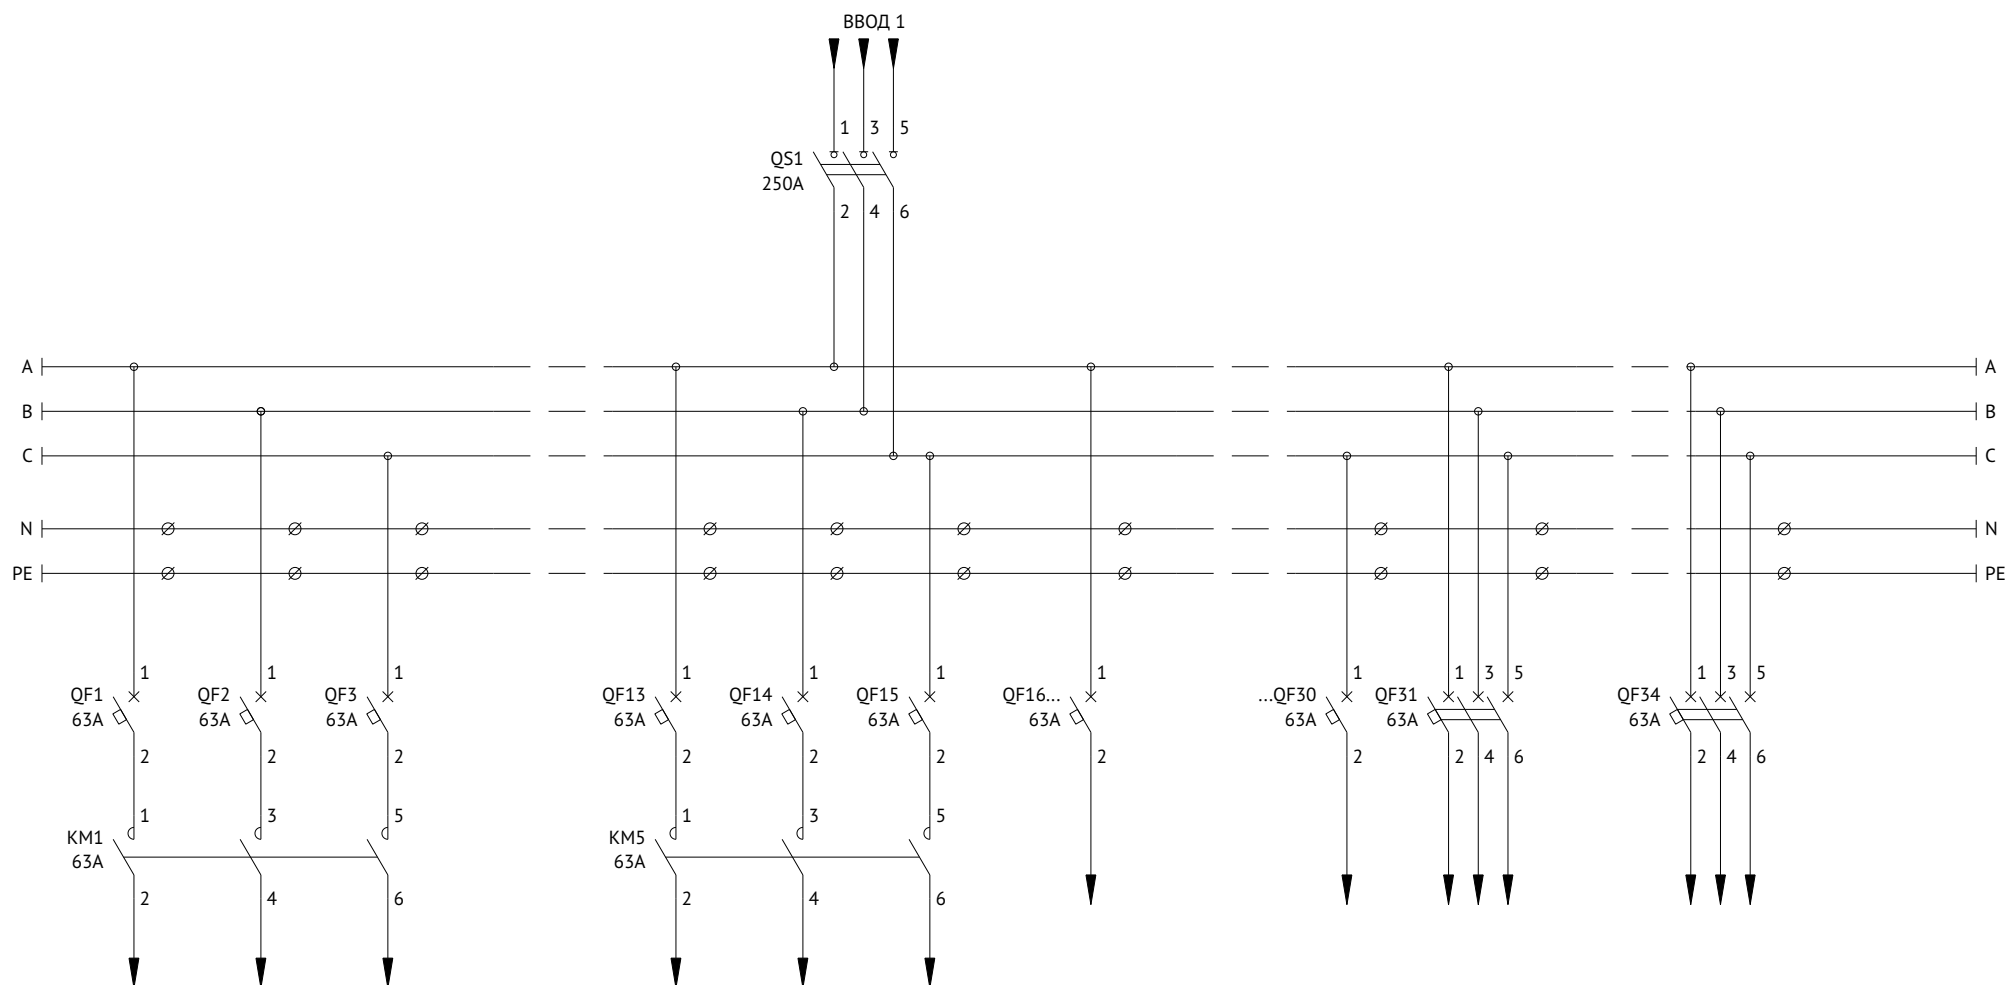 ВВОД 1
1 3 5
QS1
250A
2 4 6
A A
B B
C C
N N
PE PE
1 1 1 1 1 1 1 1 1 3 5 1 3 5
QF1 QF2 QF3 QF13 QF14 QF15 QF16... ...QF30 QF31 QF34
63A 63A 63A 63A 63A 63A 63A 63A 63A 63A
2 2 2 2 2 2 2 2 2 4 6 2 4 6
1 3 5 1 3 5
KM1 KM5
63A 63A
2 4 6 2 4 6